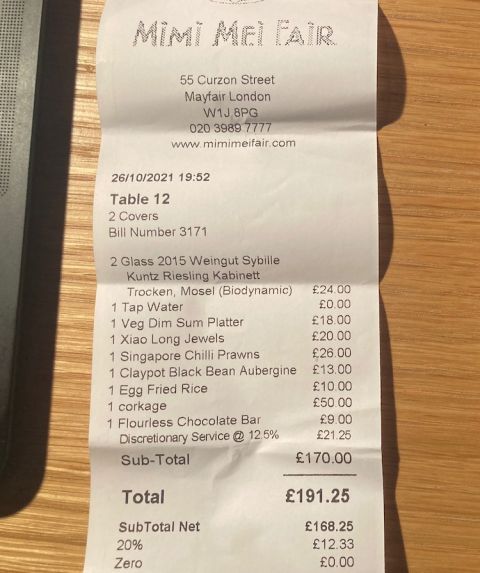 MIMI MEI FAIR
55 Curzon Street
Mayfair London
W1J 8PG
020 3989 7777
www.mimimeifair.com
26/10/2021 19:52
Table 12
2 Covers
Bill Number 3171
2 Glass 2015 Weingut Sybille
Kuntz Riesling Kabinett
Trocken, Mosel (Biodynamic) £24.00
1 Tap Water £0.00
1 Veg Dim Sum Platter £18.00
1 Xiao Long Jewels £20.00
1 Singapore Chilli Prawns £26.00
1 Claypot Black Bean Aubergine £13.00
1 Egg Fried Rice £10.00
1 corkage £50.00
1 Flourless Chocolate Bar £9.00
Discretionary Service @ 12.5% £21.25
Sub-Total £170.00
Total £191.25
SubTotal Net £168.25
20% £12.33
Zero £0.00